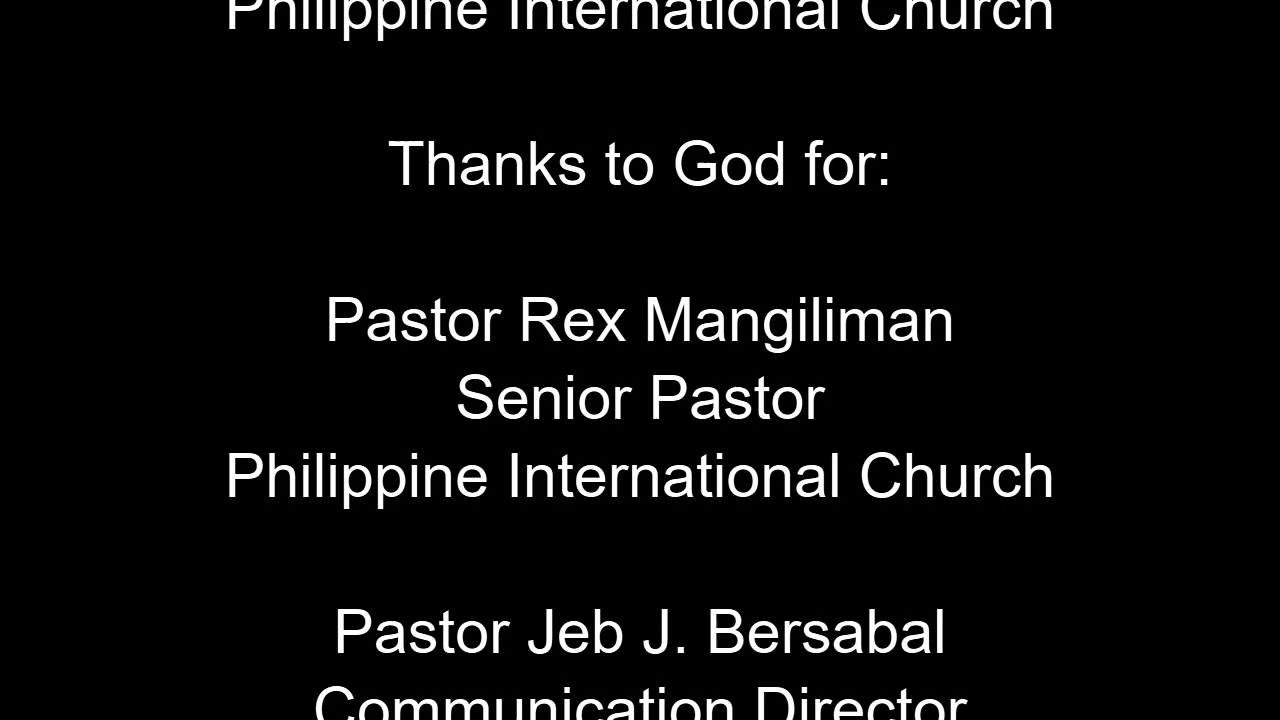 Philippine International Church
Thanks to God for:
Pastor Rex Mangiliman
Senior Pastor
Philippine International Church
Pastor Jeb J. Bersabal
Communication Director